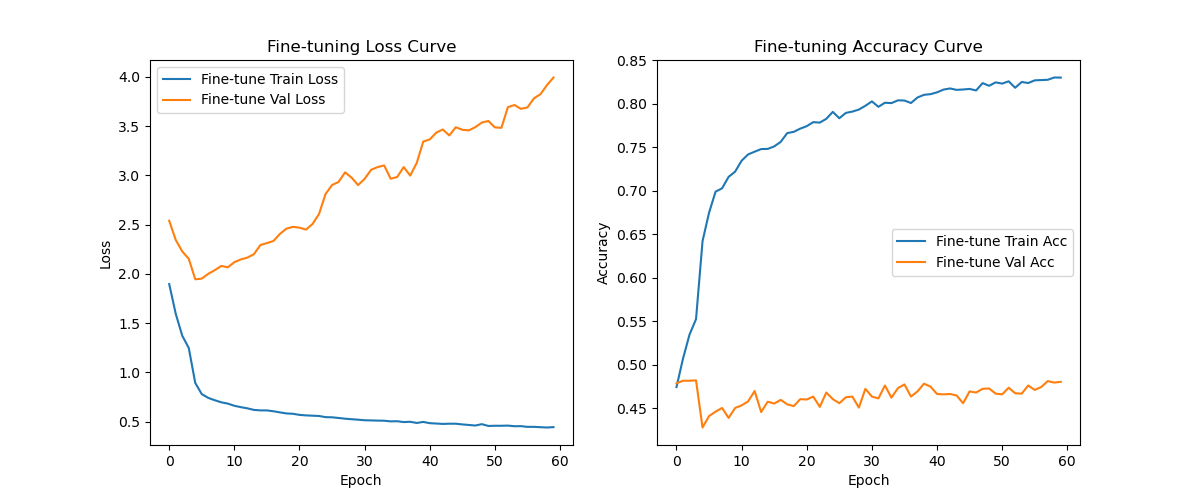 Fine-tuning Loss Curve
Fine-tune Train Loss
Fine-tune Val Loss
4.0
3.5
3.0
2.5
2.0
1.5
1.0
0.5
Loss
0 10 20 30 40 50 60
Epoch
Fine-tuning Accuracy Curve
0.85
0.80
0.75
0.70
0.65
0.60
0.55
0.50
0.45
Accuracy
Fine-tune Train Acc
Fine-tune Val Acc
0 10 20 30 40 50 60
Epoch